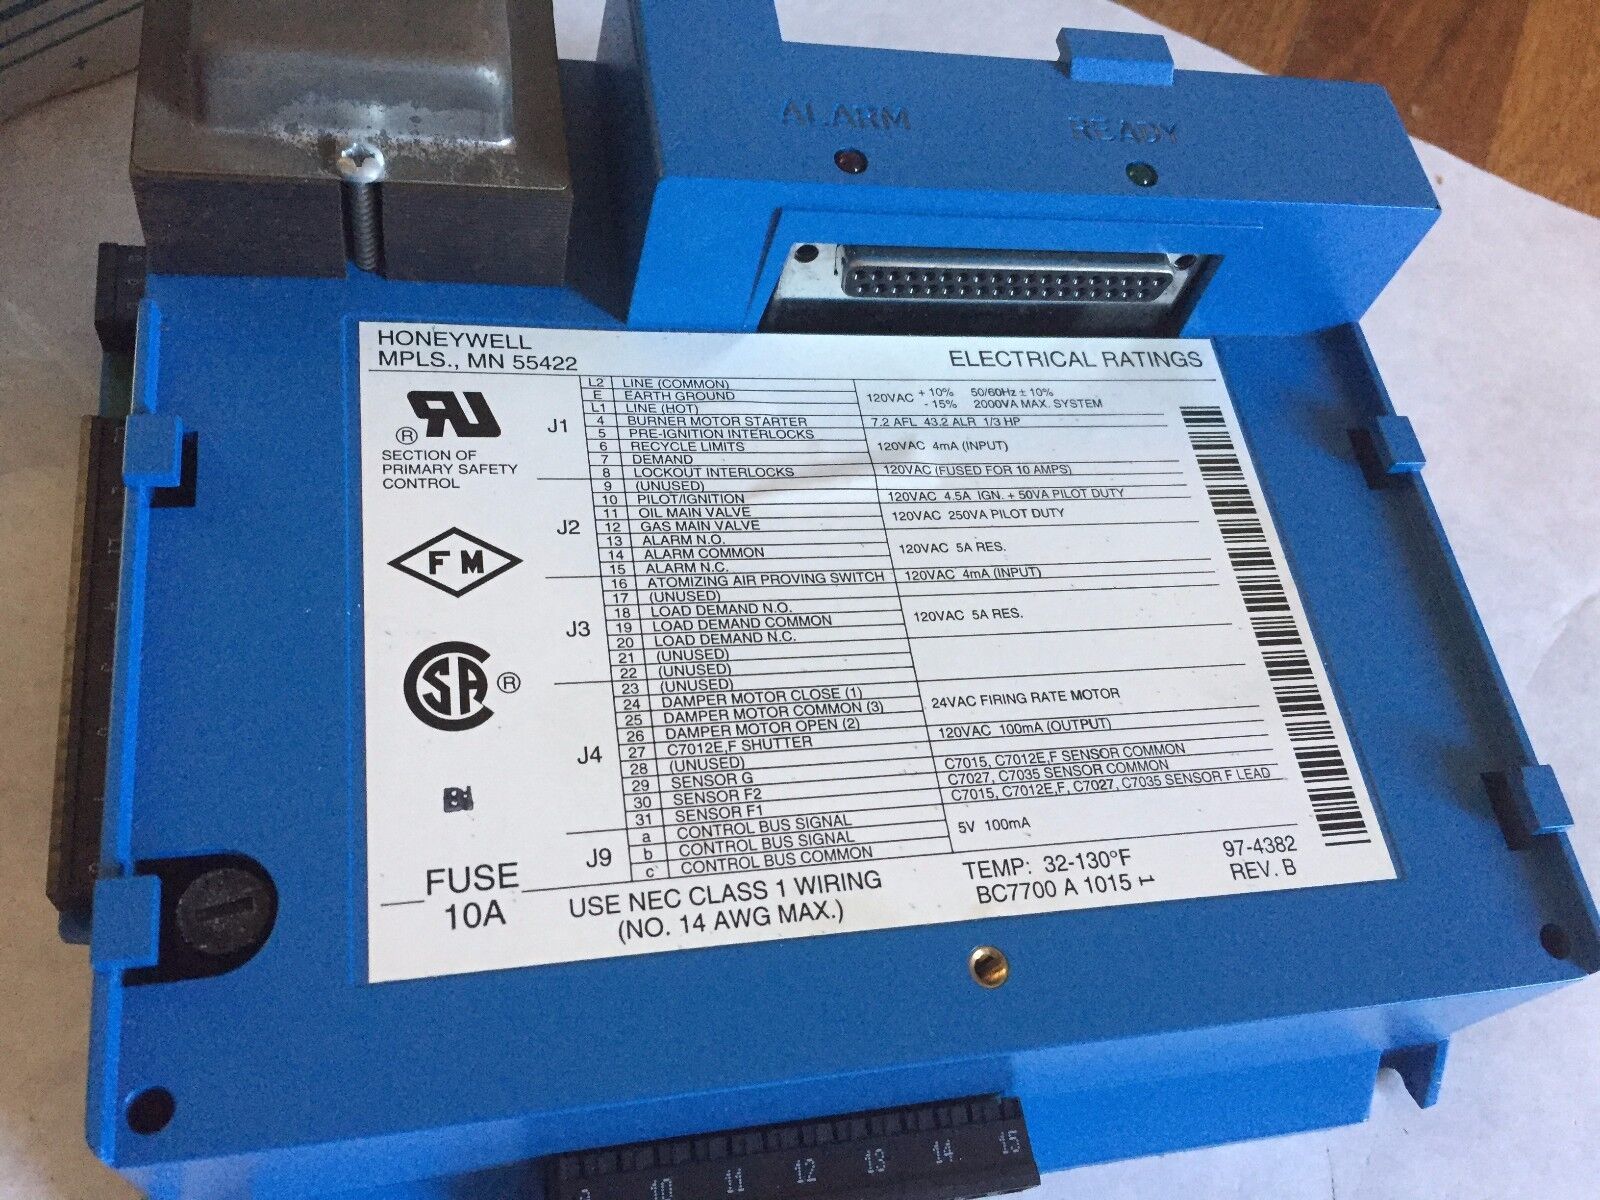 ALARM
READY
HONEYWELL
MPLS., MN 55422
ELECTRICAL RATINGS
RU
®
SECTION OF
PRIMARY SAFETY
CONTROL
FM
SA ®
B1
FUSE
10A
J1
L2 LINE (COMMON)
E EARTH GROUND
L1 LINE (HOT)
120VAC +10% -15% 50/60Hz ± 10% 2000VA MAX. SYSTEM
4 BURNER MOTOR STARTER 7.2 AFL 43.2 ALR 1/3 HP
5 PRE-IGNITION INTERLOCKS
6 RECYCLE LIMITS
7 DEMAND
120VAC 4mA (INPUT)
8 LOCKOUT INTERLOCKS 120VAC (FUSED FOR 10 AMPS)
J2
9 (UNUSED)
10 PILOT/IGNITION 120VAC 4.5A IGN. + 50VA PILOT DUTY
11 OIL MAIN VALVE
12 GAS MAIN VALVE
120VAC 250VA PILOT DUTY
13 ALARM N.O.
14 ALARM COMMON
15 ALARM N.C.
120VAC 5A RES.
J3
16 ATOMIZING AIR PROVING SWITCH 120VAC 4mA (INPUT)
17 (UNUSED)
18 LOAD DEMAND N.O.
19 LOAD DEMAND COMMON
20 LOAD DEMAND N.C.
120VAC 5A RES.
21 (UNUSED)
22 (UNUSED)
J4
23 (UNUSED)
24 DAMPER MOTOR CLOSE (1)
25 DAMPER MOTOR COMMON (3)
26 DAMPER MOTOR OPEN (2)
24VAC FIRING RATE MOTOR
27 C7012E,F SHUTTER 120VAC 100mA (OUTPUT)
28 (UNUSED)
29 SENSOR G C7015, C7012E,F SENSOR COMMON
30 SENSOR F2 C7027, C7035 SENSOR COMMON
31 SENSOR F1 C7015, C7012E,F, C7027, C7035 SENSOR F LEAD
J9
a CONTROL BUS SIGNAL
b CONTROL BUS SIGNAL
c CONTROL BUS COMMON
5V 100mA
USE NEC CLASS 1 WIRING
(NO. 14 AWG MAX.)
TEMP: 32-130°F
BC7700 A 1015
97-4382
REV. B
9 10 11 12 13 14 15